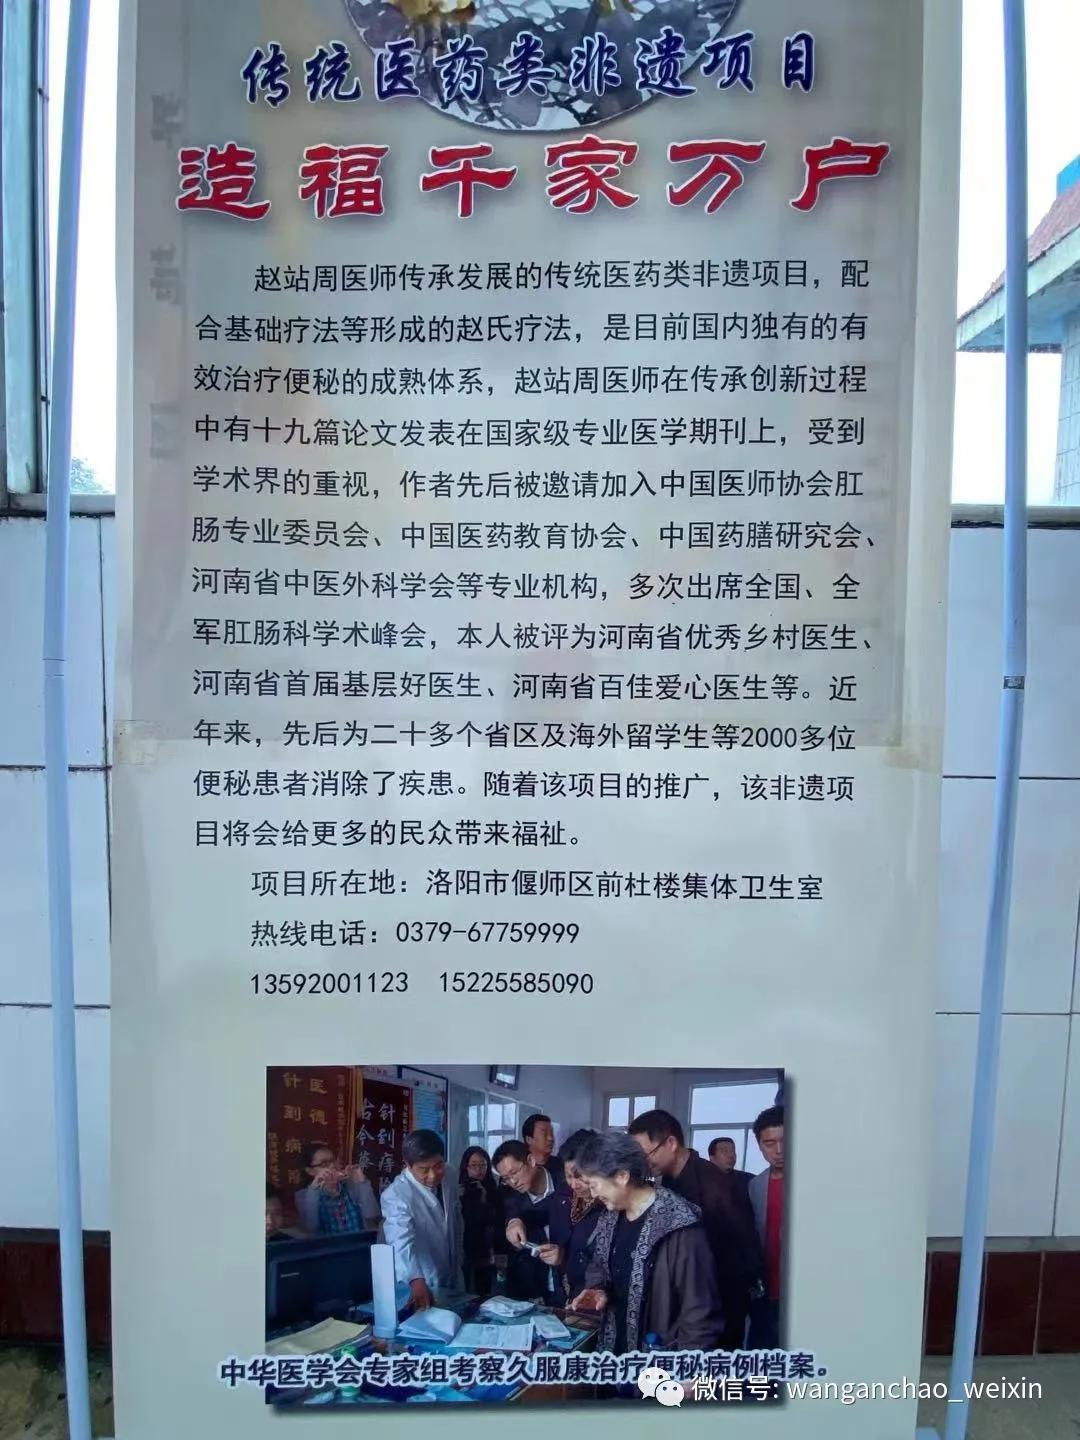 传统医药类非遗项目
造福千家万户
赵站周医师传承发展的传统医药类非遗项目，配
合基础疗法等形成的赵氏疗法，是目前国内独有的有
效治疗便秘的成熟体系，赵站周医师在传承创新过程
中有十九篇论文发表在国家级专业医学期刊上，受到
学术界的重视，作者先后被邀请加入中国医师协会肛
肠专业委员会、中国医药教育协会、中国药膳研究会、
河南省中医外科学会等专业机构，多次出席全国、全
军肛肠科学术峰会，本人被评为河南省优秀乡村医生、
河南省首届基层好医生、河南省百佳爱心医生等。近
年来，先后为二十多个省区及海外留学生等2000多位
便秘患者消除了疾患。随着该项目的推广，该非遗项
目将会给更多的民众带来福祉。
项目所在地：洛阳市偃师区前杜楼集体卫生室
热线电话：0379-67759999
13592001123 15225585090
医德
针到病除
针到痔
古今
中华医学会专家组考察久服康治疗便秘病例档案。
微信号: wanganchao_weixin